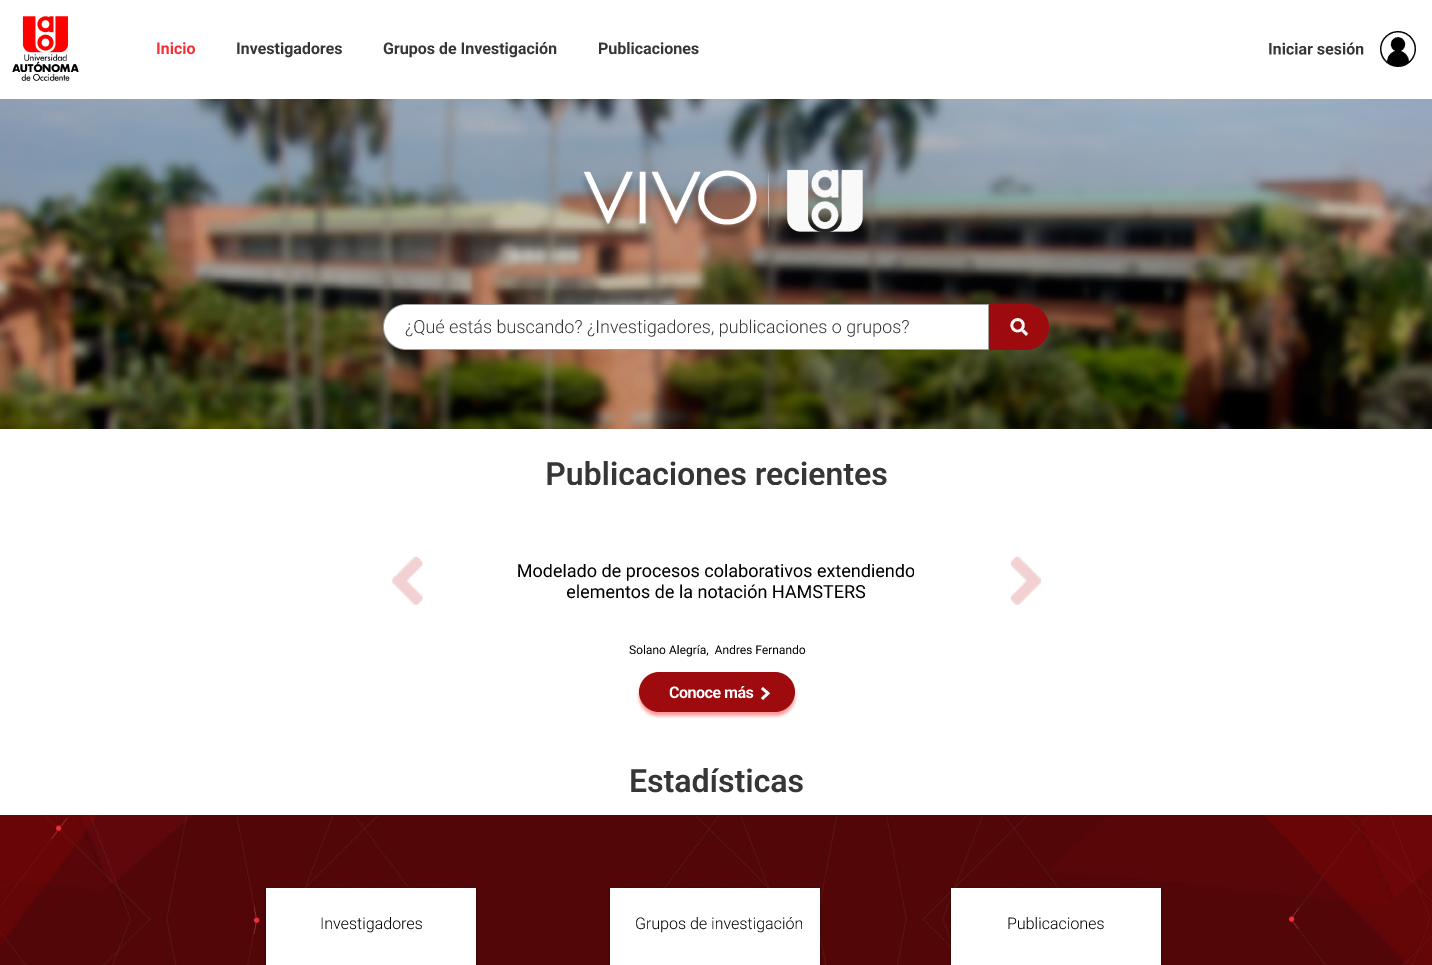 Universidad
AUTÓNOMA
de Occidente
Inicio
Investigadores
Grupos de Investigación
Publicaciones
Iniciar sesión
VIVO
¿Qué estás buscando? ¿Investigadores, publicaciones o grupos?
Publicaciones recientes
Modelado de procesos colaborativos extendiendo
elementos de la notación HAMSTERS
Solano Alegría, Andres Fernando
Conoce más
Estadísticas
Investigadores
Grupos de investigación
Publicaciones